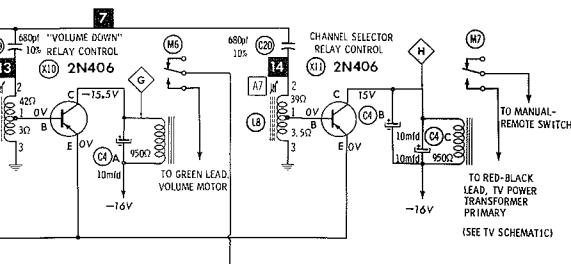 7
680pf
10%
"VOLUME DOWN"
RELAY CONTROL
X10 2N406
M6
13
2
42Ω
1 0V
3Ω
3
B
C
-15.5V
E
0V
G
C4 A
10mfd
950Ω
-16V
TO GREEN LEAD,
VOLUME MOTOR
680pf
10%
C20
14
A7
L8
2
39Ω
1 0V
3.5Ω
3
CHANNEL SELECTOR
RELAY CONTROL
X11 2N406
B
C
15V
E
0V
H
C4 B
10mfd
C4 C
10mfd
950Ω
-16V
M7
TO MANUAL-
REMOTE SWITCH
TO RED-BLACK
LEAD, TV POWER
TRANSFORMER
PRIMARY
(SEE TV SCHEMATIC)